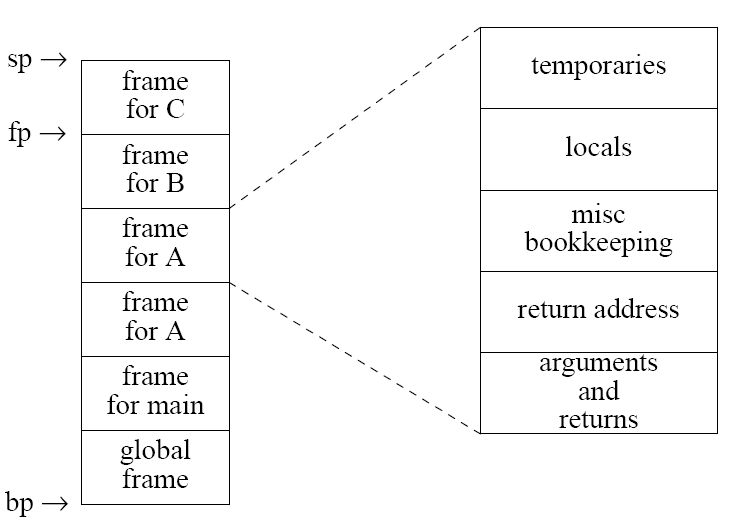 sp →
frame
for C
fp →
frame
for B
frame
for A
frame
for A
frame
for main
global
frame
bp →
temporaries
locals
misc
bookkeeping
return address
arguments
and
returns